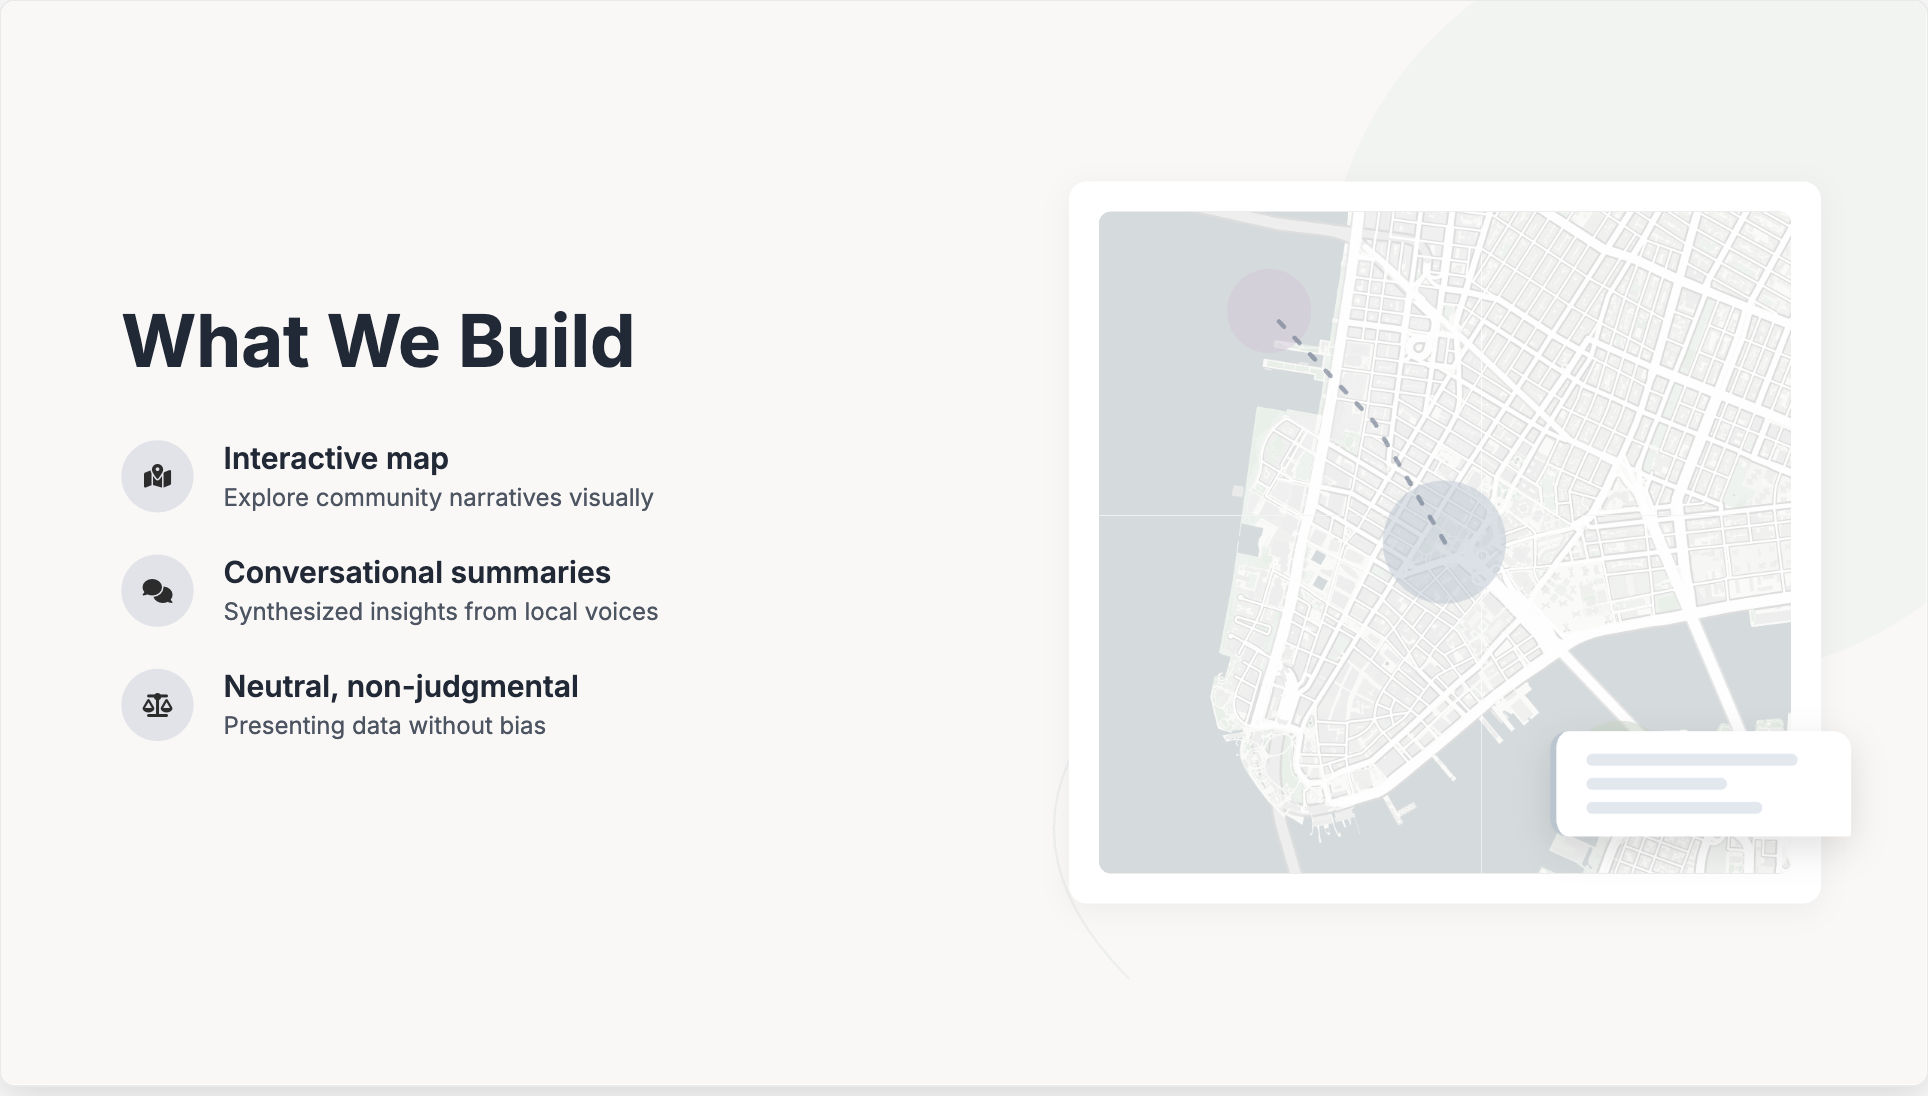 What We Build
Interactive map
Explore community narratives visually
Conversational summaries
Synthesized insights from local voices
Neutral, non-judgmental
Presenting data without bias